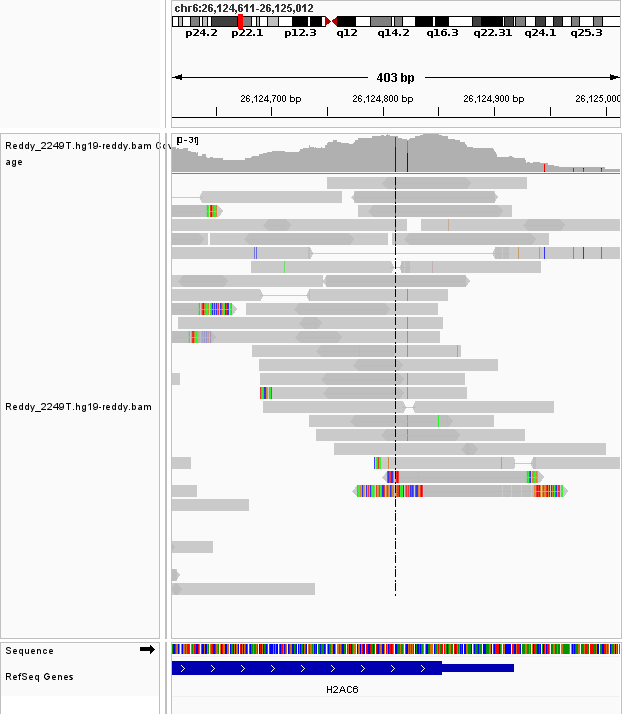 chr6:26,124,611-26,125,012
p24.2 p22.1 p12.3 q12 q14.2 q16.3 q22.31 q24.1 q25.3
403 bp
26,124,700 bp 26,124,800 bp 26,124,900 bp 26,125,00
Reddy_2249T.hg19-reddy.bam Cov
age
[0-31]
Reddy_2249T.hg19-reddy.bam
Sequence
RefSeq Genes
H2AC6